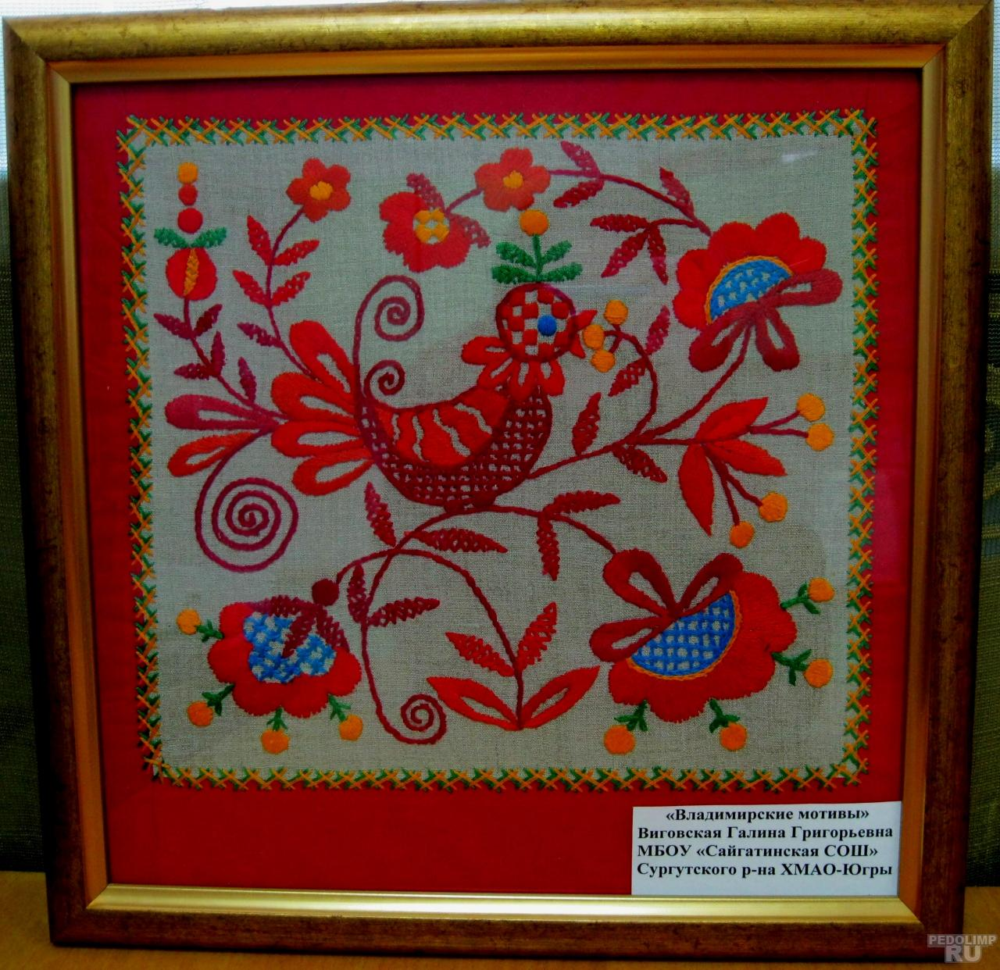 «Владимирские мотивы»
Виговская Галина Григорьевна
МБОУ «Сайгатинская СОШ»
Сургутского р-на ХМАО-Югры
PEDOLIMP
RU